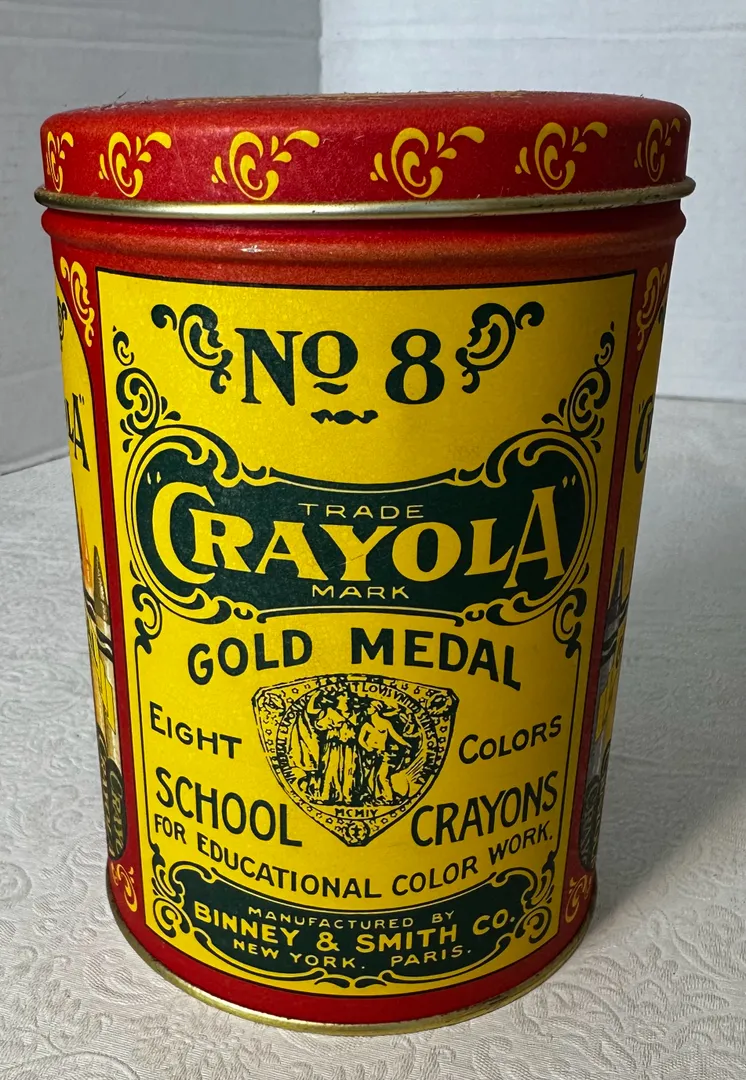 Nº 8
TRADE
"CRAYOLA"
MARK
GOLD MEDAL
EIGHT COLORS
MCMIV
SCHOOL CRAYONS
FOR EDUCATIONAL COLOR WORK.
MANUFACTURED BY
BINNEY & SMITH CO.
NEW YORK. PARIS.
LA"